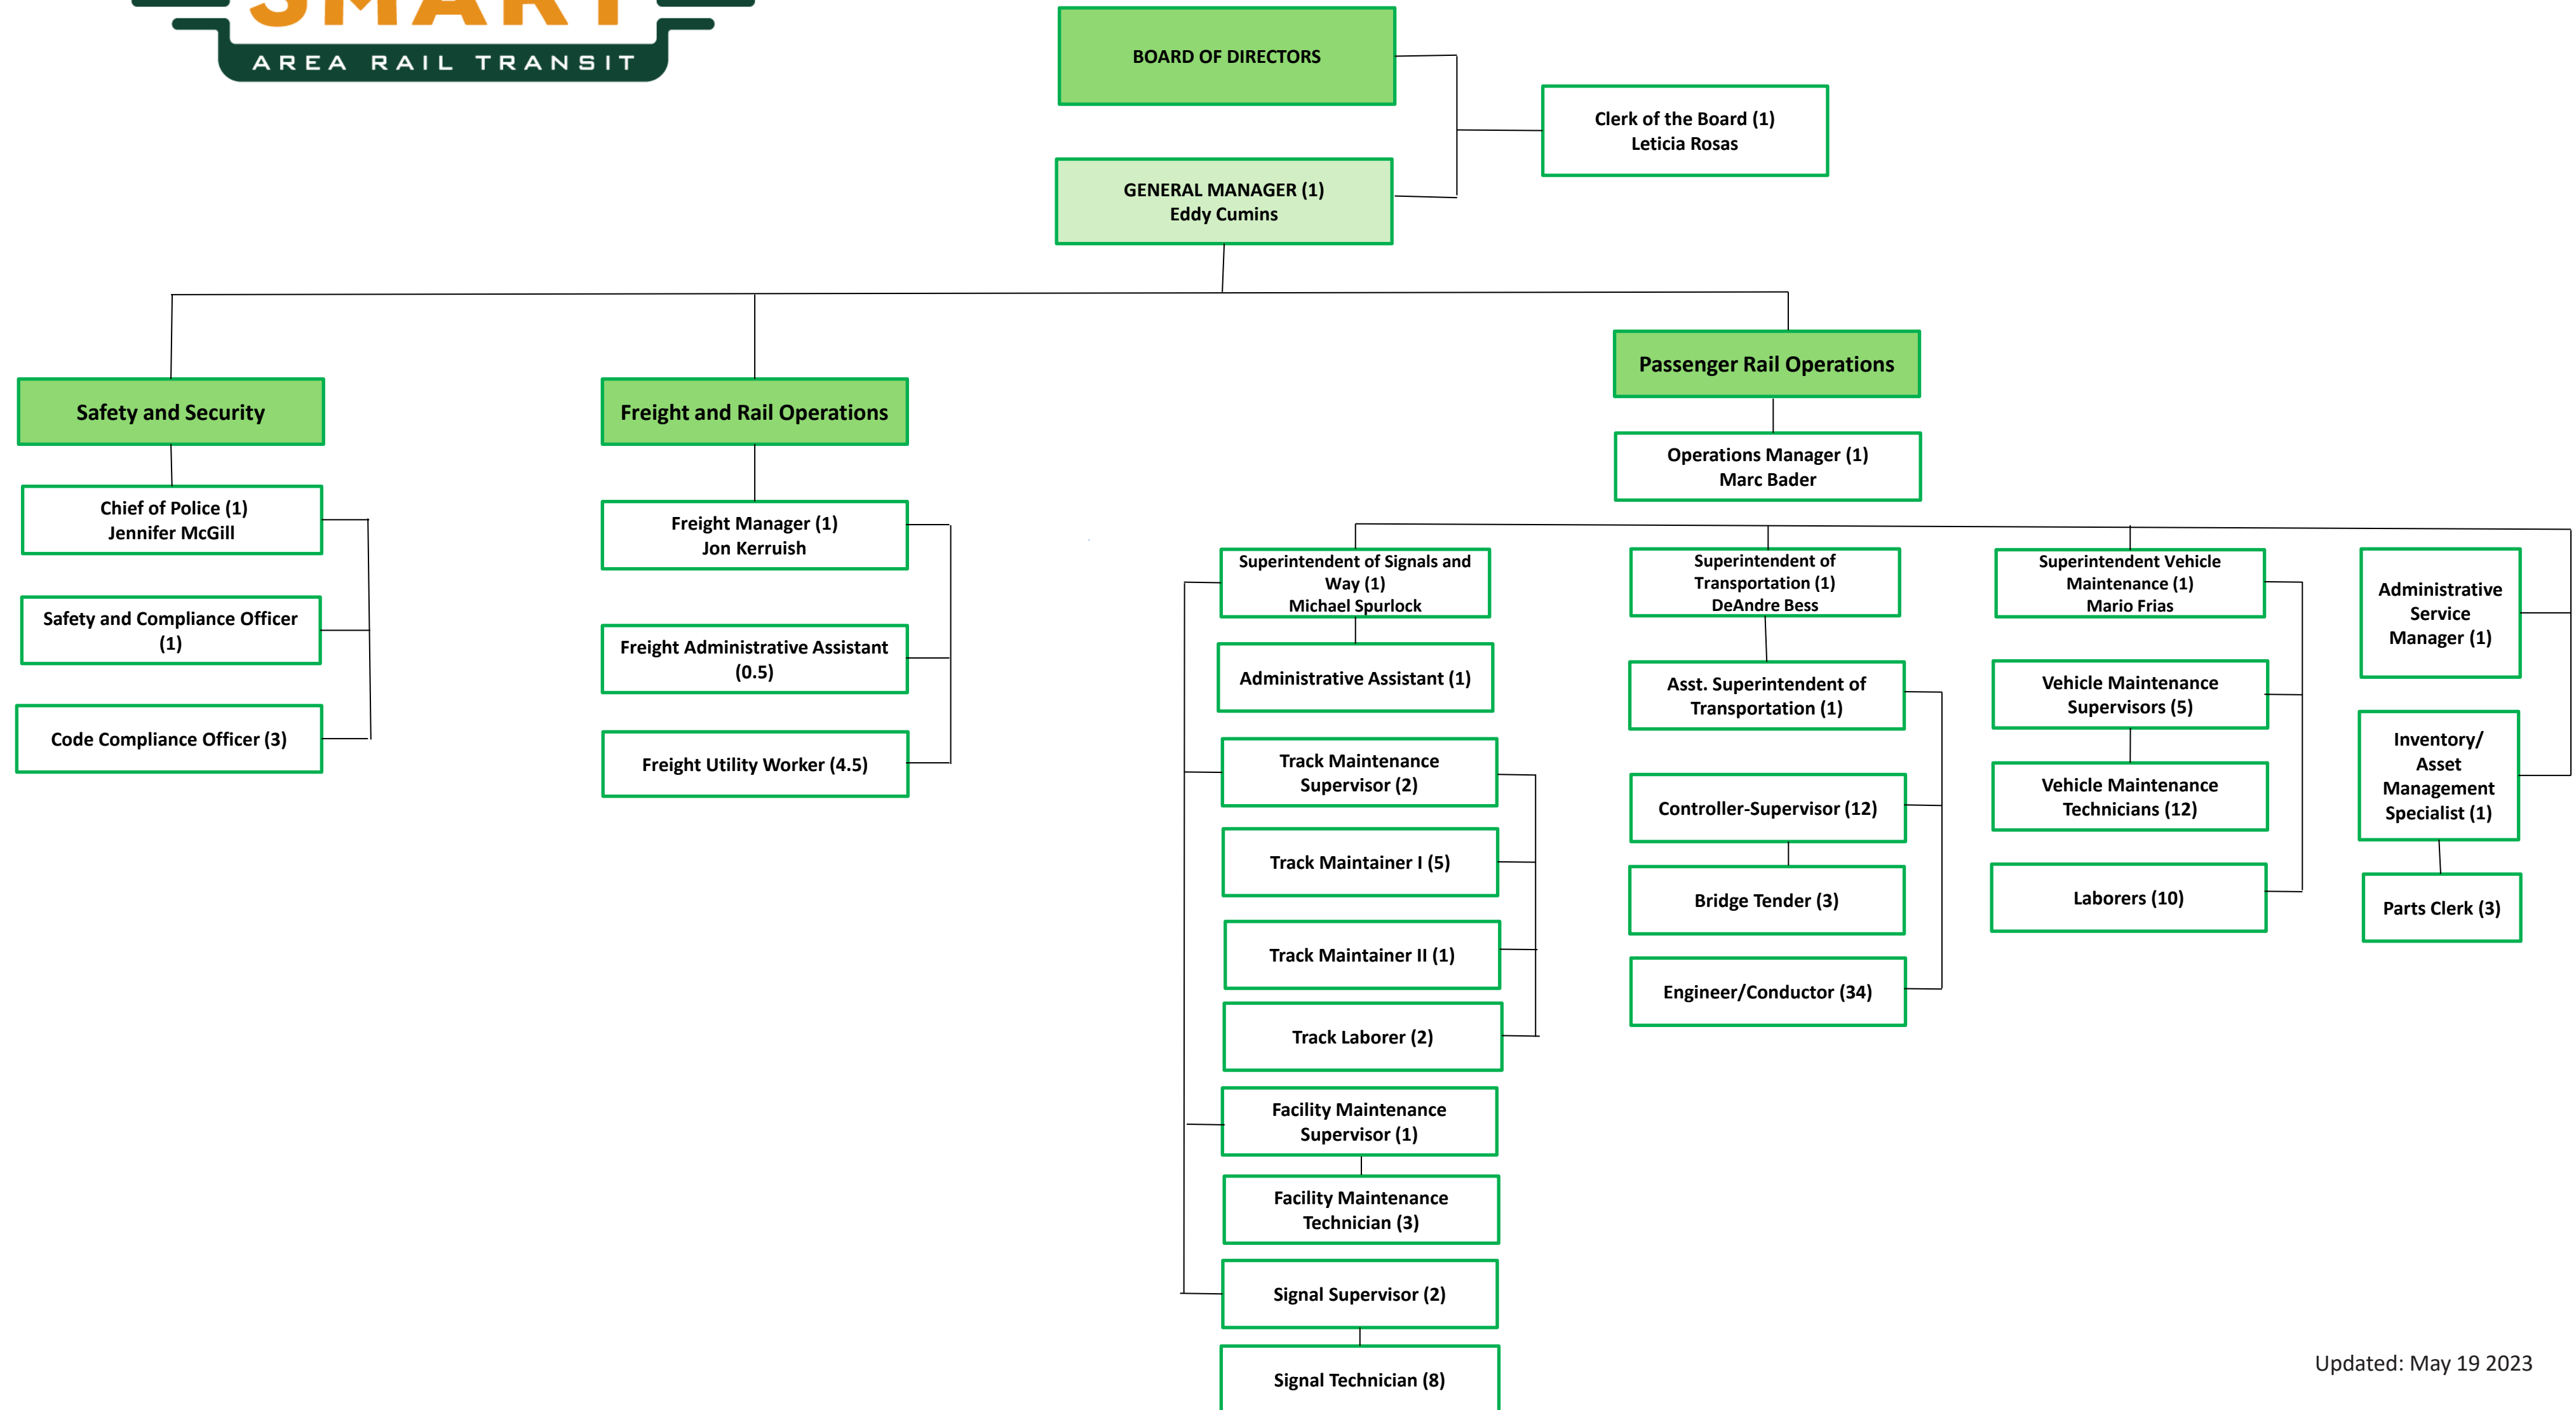 SMART
AREA RAIL TRANSIT
BOARD OF DIRECTORS
Clerk of the Board (1)
Leticia Rosas
GENERAL MANAGER (1)
Eddy Cumins
Safety and Security
Chief of Police (1)
Jennifer McGill
Safety and Compliance Officer
(1)
Code Compliance Officer (3)
Freight and Rail Operations
Freight Manager (1)
Jon Kerruish
Freight Administrative Assistant
(0.5)
Freight Utility Worker (4.5)
Passenger Rail Operations
Operations Manager (1)
Marc Bader
Superintendent of Signals and
Way (1)
Michael Spurlock
Administrative Assistant (1)
Track Maintenance
Supervisor (2)
Track Maintainer I (5)
Track Maintainer II (1)
Track Laborer (2)
Facility Maintenance
Supervisor (1)
Facility Maintenance
Technician (3)
Signal Supervisor (2)
Signal Technician (8)
Superintendent of
Transportation (1)
DeAndre Bess
Asst. Superintendent of
Transportation (1)
Controller-Supervisor (12)
Bridge Tender (3)
Engineer/Conductor (34)
Superintendent Vehicle
Maintenance (1)
Mario Frias
Vehicle Maintenance
Supervisors (5)
Vehicle Maintenance
Technicians (12)
Laborers (10)
Administrative
Service
Manager (1)
Inventory/
Asset
Management
Specialist (1)
Parts Clerk (3)
Updated: May 19 2023